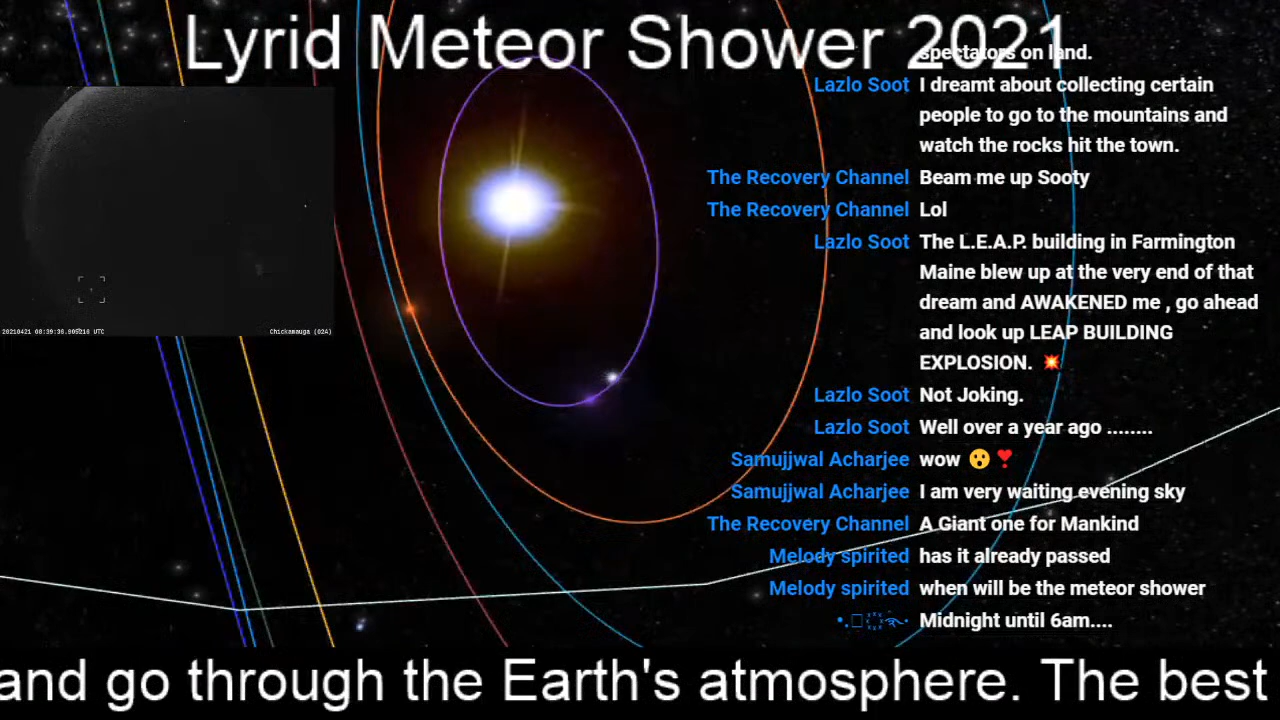 Lyrid Meteor Shower 2021
spectators on land.
Lazlo Soot I dreamt about collecting certain
people to go to the mountains and
watch the rocks hit the town.
The Recovery Channel Beam me up Sooty
The Recovery Channel Lol
Lazlo Soot The L.E.A.P. building in Farmington
Maine blew up at the very end of that
dream and AWAKENED me , go ahead
and look up LEAP BUILDING
EXPLOSION. 💥
Lazlo Soot Not Joking.
Lazlo Soot Well over a year ago ........
Samujjwal Acharjee wow 😮❣
Samujjwal Acharjee I am very waiting evening sky
The Recovery Channel A Giant one for Mankind
Melody spirited has it already passed
Melody spirited when will be the meteor shower
Midnight until 6am....
Chickamauga (02A)
and go through the Earth's atmosphere. The best